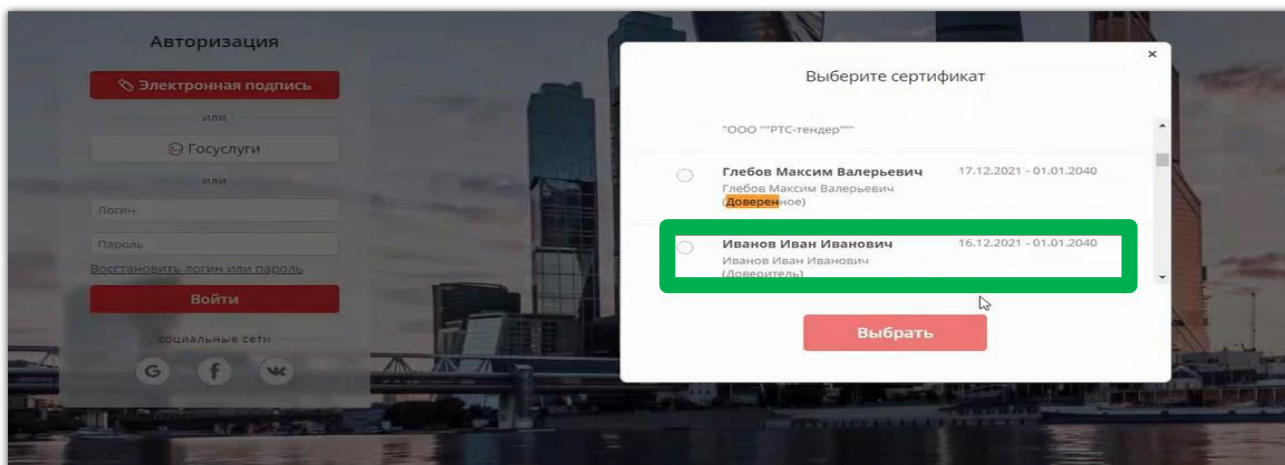 Авторизация
Электронная подпись
или
Госуслуги
или
Логин
Пароль
Восстановить логин или пароль
Войти
социальные сети
G f
×
Выберите сертификат
"ООО ""РТС-тендер"""
Глебов Максим Валерьевич 17.12.2021 - 01.01.2040
Глебов Максим Валерьевич
(Доверенное)
Иванов Иван Иванович 16.12.2021 - 01.01.2040
Иванов Иван Иванович
(Доверитель)
Выбрать